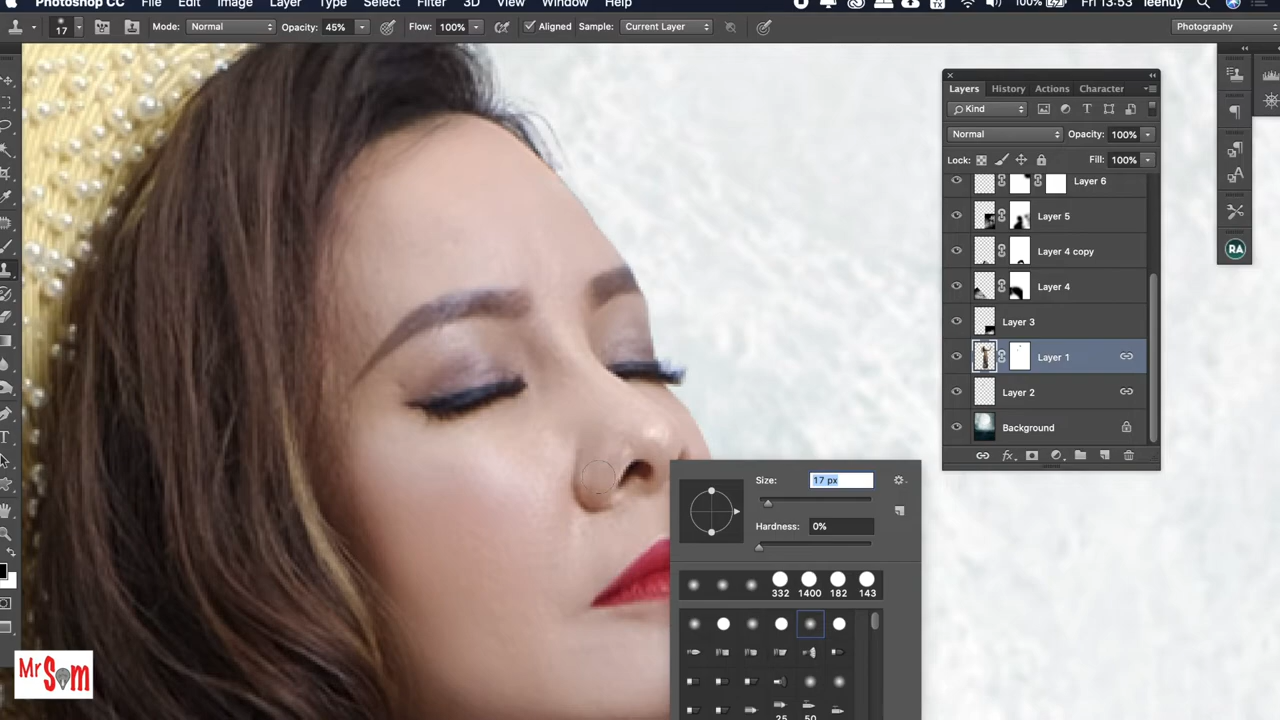 Photoshop CC File Edit Image Layer Type Select Filter 3D View Window Help 100% Fri 13:53 Teehuy
17 Mode: Normal Opacity: 45% Flow: 100% Aligned Sample: Current Layer Photography
Layers History Actions Character
Kind
Normal Opacity: 100%
Lock: Fill: 100%
Layer 6
Layer 5
Layer 4 copy
Layer 4
Layer 3
Layer 1
Layer 2
Background
fx
RA
Size: 17 px
Hardness: 0%
332 1400 182 143
25 50
Mr Som